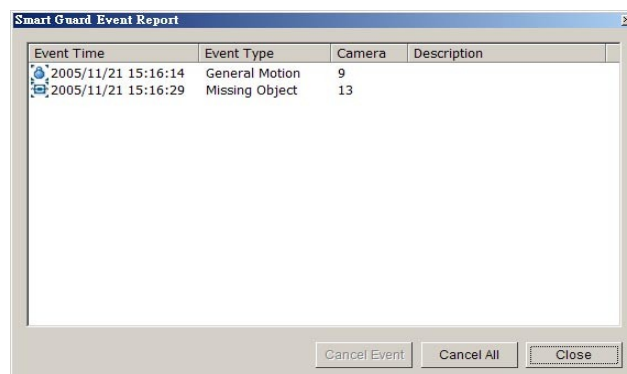 Smart Guard Event Report
Event Time Event Type Camera Description
2005/11/21 15:16:14 General Motion 9
2005/11/21 15:16:29 Missing Object 13
Cancel Event Cancel All Close